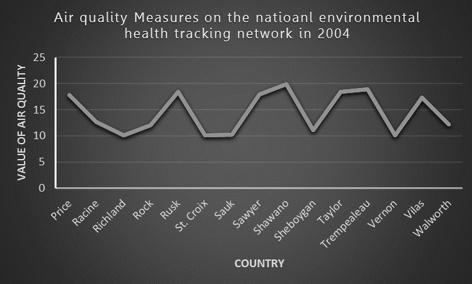 Air quality Measures on the natioanl environmental
health tracking network in 2004
VALUE OF AIR QUALITY
25
20
15
10
5
0
Price
Racine
Richland
Rock
Rusk
St. Croix
Sauk
Sawyer
Shawano
Sheboygan
Taylor
Trempealeau
Vernon
Vilas
Walworth
COUNTRY